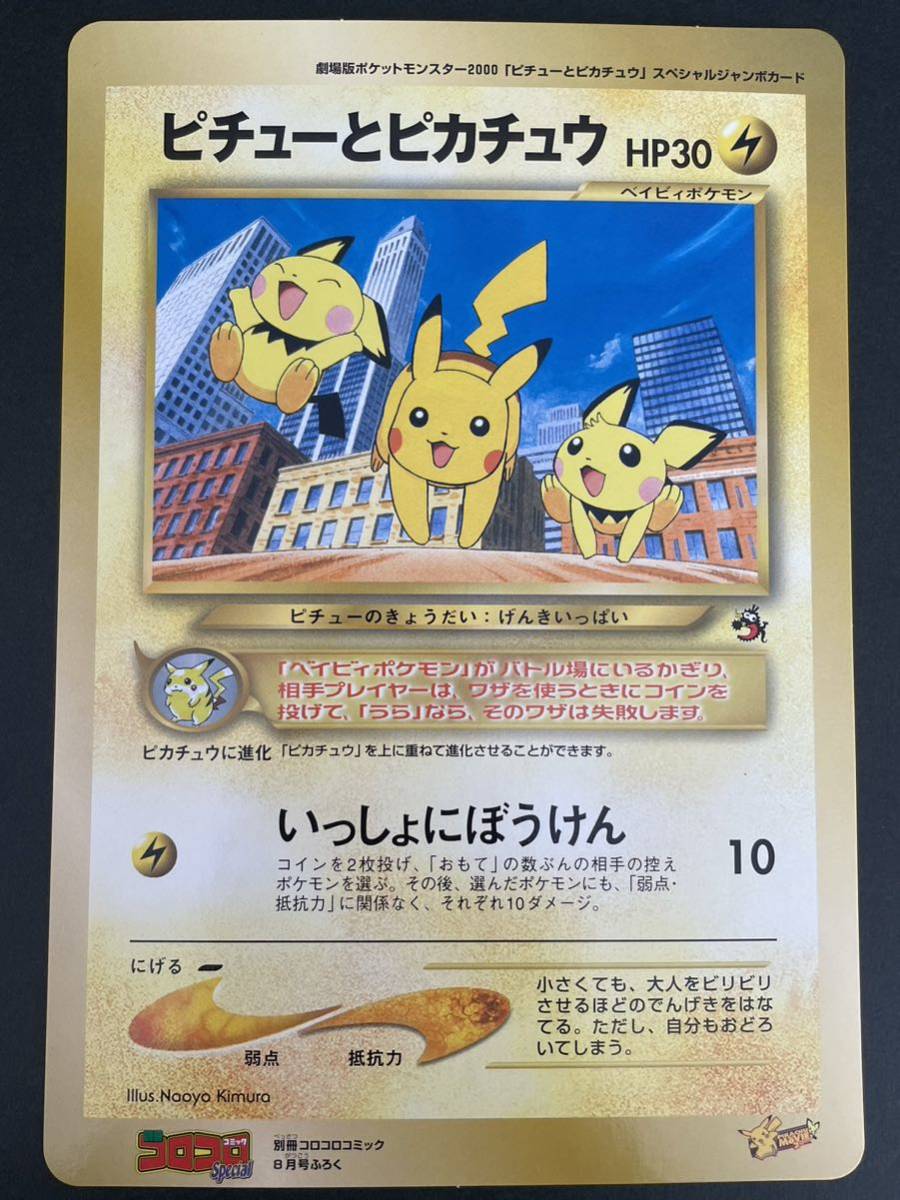 劇場版ポケットモンスター2000「ピチューとピカチュウ」スペシャルジャンボカード
ピチューとピカチュウ HP30
ベイビィポケモン
ピチューのきょうだい：げんきいっぱい
「ベイビィポケモン」がバトル場にいるかぎり、
相手プレイヤーは、ワザを使うときにコインを
投げて、「うら」なら、そのワザは失敗します。
ピカチュウに進化 「ピカチュウ」を上に重ねて進化させることができます。
いっしょにぼうけん 10
コインを2枚投げ、「おもて」の数ぶんの相手の控え
ポケモンを選ぶ。その後、選んだポケモンにも、「弱点・
抵抗力」に関係なく、それぞれ10ダメージ。
にげる
弱点 抵抗力
小さくても、大人をビリビリ
させるほどのでんげきをはな
てる。ただし、自分もおどろ
いてしまう。
Illus.Naoyo Kimura
コロコロ コミック Special
べっさつ
別冊コロコロコミック
がつごう
8月号ふろく